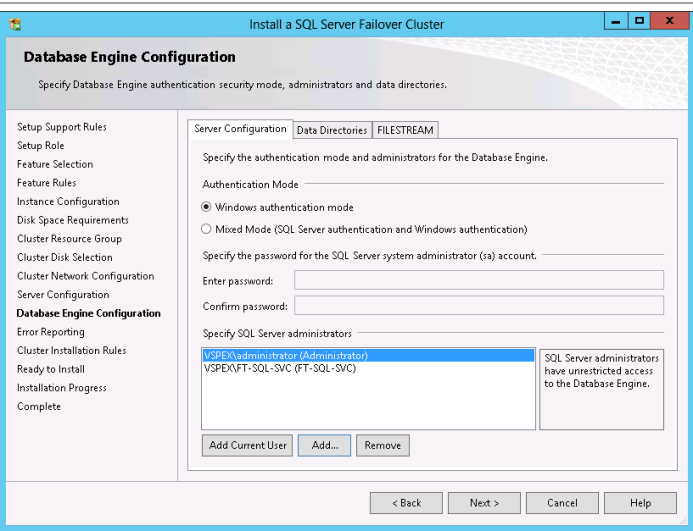 Install a SQL Server Failover Cluster
Database Engine Configuration
Specify Database Engine authentication security mode, administrators and data directories.
Setup Support Rules
Setup Role
Feature Selection
Feature Rules
Instance Configuration
Disk Space Requirements
Cluster Resource Group
Cluster Disk Selection
Cluster Network Configuration
Server Configuration
Database Engine Configuration
Error Reporting
Cluster Installation Rules
Ready to Install
Installation Progress
Complete
Server Configuration Data Directories FILESTREAM
Specify the authentication mode and administrators for the Database Engine.
Authentication Mode
Windows authentication mode
Mixed Mode (SQL Server authentication and Windows authentication)
Specify the password for the SQL Server system administrator (sa) account.
Enter password:
Confirm password:
Specify SQL Server administrators
VSPEX\administrator (Administrator)
VSPEX\FT-SQL-SVC (FT-SQL-SVC)
SQL Server administrators
have unrestricted access
to the Database Engine.
Add Current User Add... Remove
< Back Next > Cancel Help